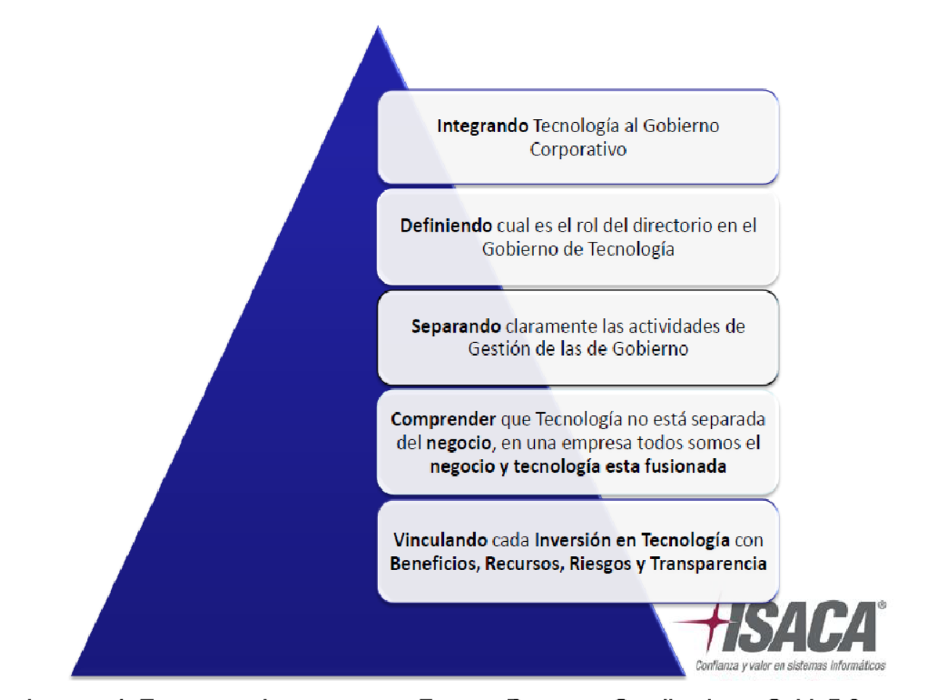 Integrando Tecnología al Gobierno
Corporativo
Definiendo cual es el rol del directorio en el
Gobierno de Tecnología
Separando claramente las actividades de
Gestión de las de Gobierno
Comprender que Tecnología no está separada
del negocio, en una empresa todos somos el
negocio y tecnología esta fusionada
Vinculando cada Inversión en Tecnología con
Beneficios, Recursos, Riesgos y Transparencia
ISACA®
Confianza y valor en sistemas informáticos